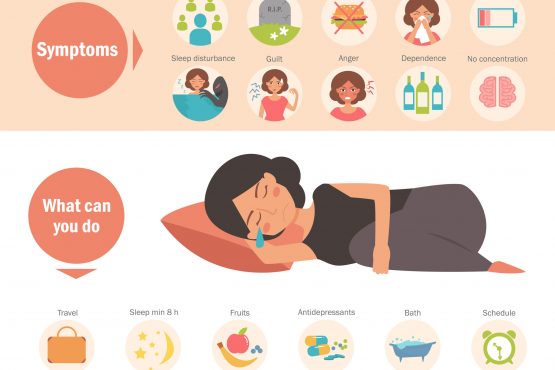 R.I.P.
Symptoms
Sleep disturbance
Guilt
Anger
Dependence
No concentration
What can
you do
Travel
Sleep min 8 h
Fruits
Antidepressants
Bath
Schedule